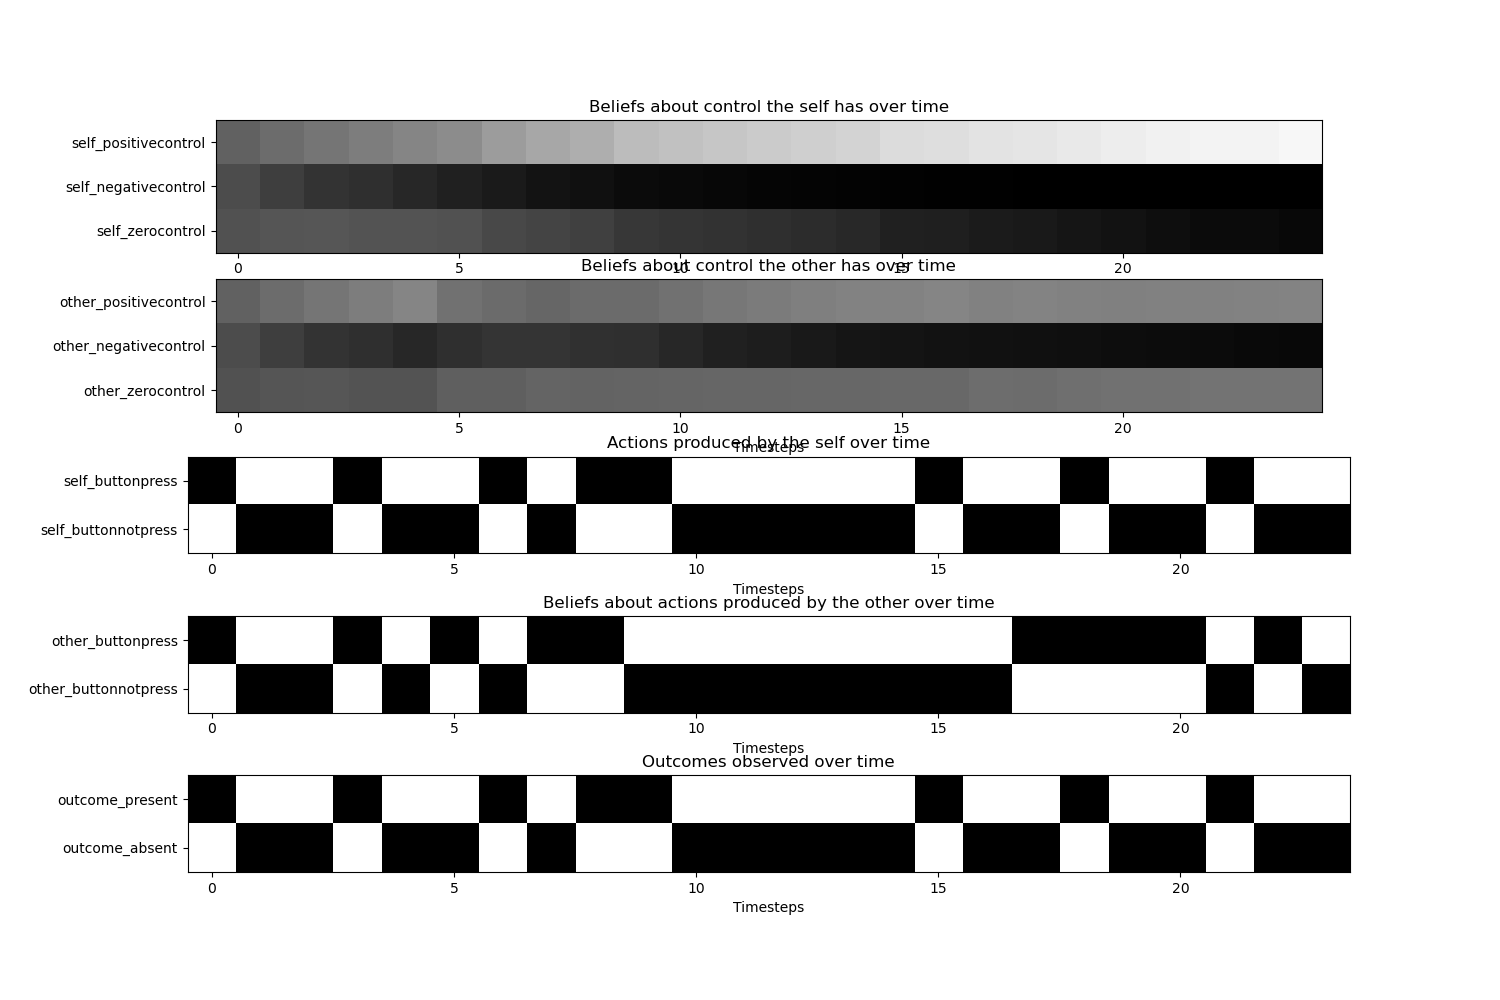 Beliefs about control the self has over time
self_positivecontrol
self_negativecontrol
self_zerocontrol
0 5 10 15 20
Beliefs about control the other has over time
other_positivecontrol
other_negativecontrol
other_zerocontrol
0 5 10 15 20
Timesteps
Actions produced by the self over time
self_buttonpress
self_buttonnotpress
0 5 10 15 20
Timesteps
Beliefs about actions produced by the other over time
other_buttonpress
other_buttonnotpress
0 5 10 15 20
Timesteps
Outcomes observed over time
outcome_present
outcome_absent
0 5 10 15 20
Timesteps